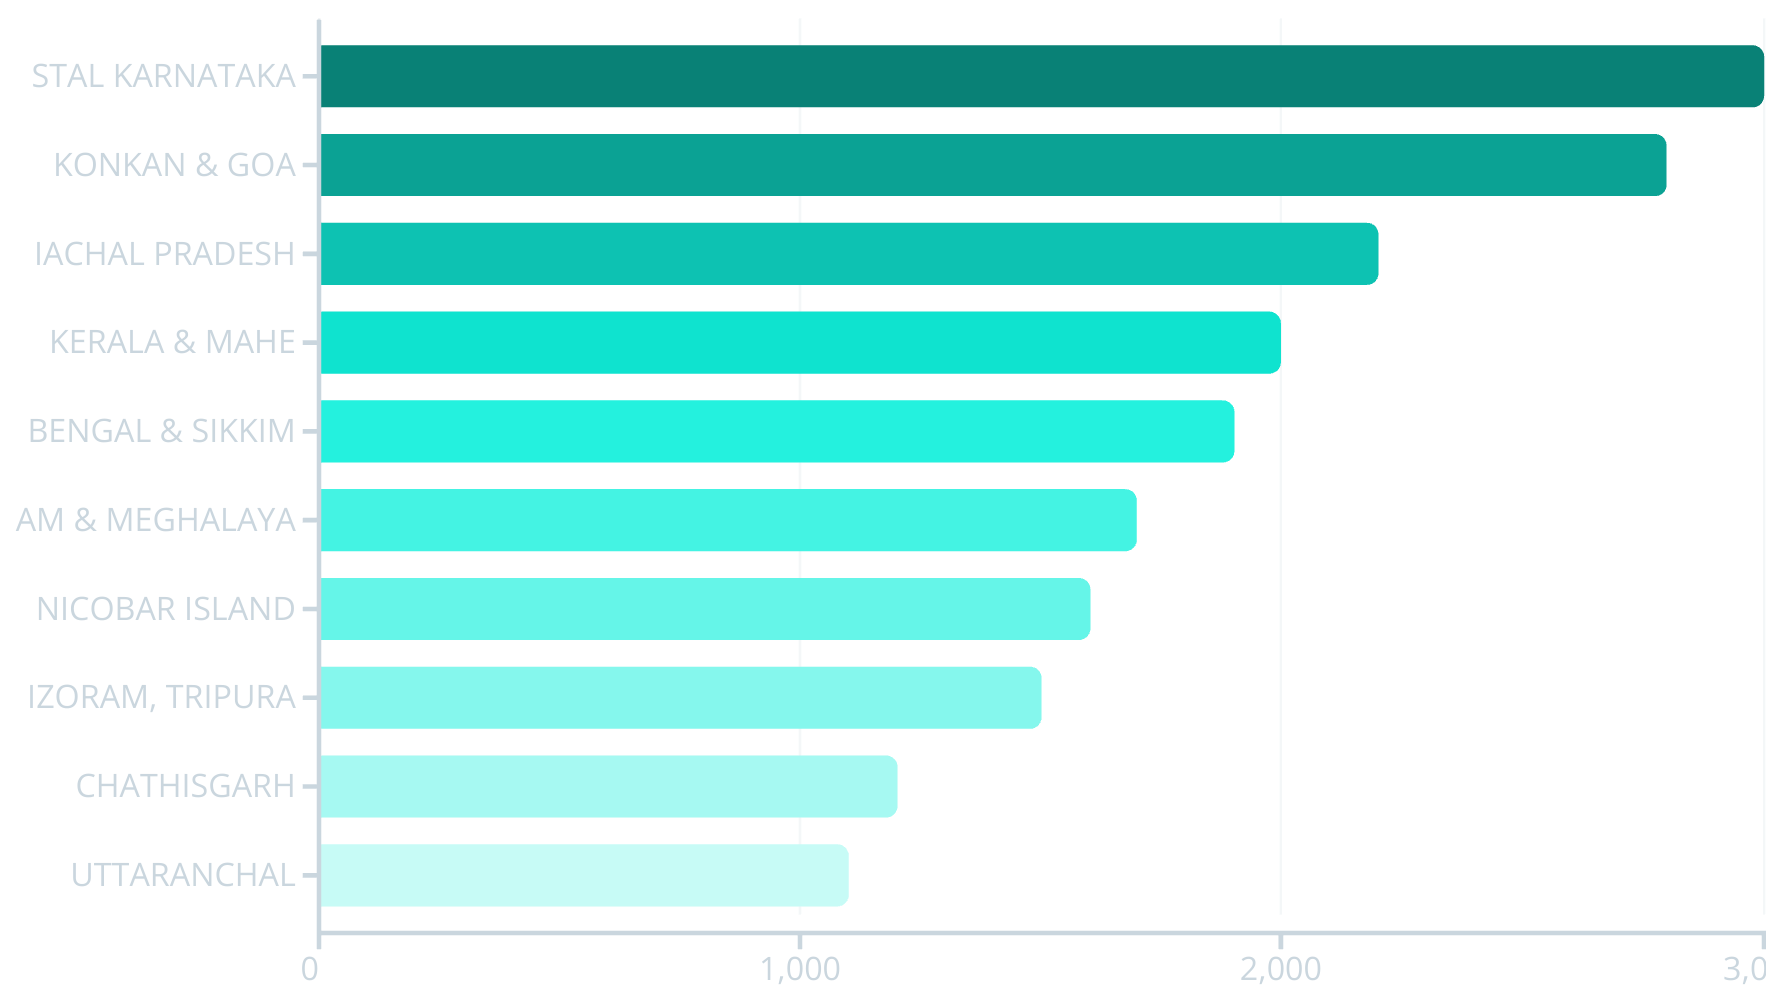 STAL KARNATAKA
KONKAN & GOA
IACHAL PRADESH
KERALA & MAHE
BENGAL & SIKKIM
AM & MEGHALAYA
NICOBAR ISLAND
IZORAM, TRIPURA
CHATHISGARH
UTTARANCHAL
0 1,000 2,000 3,0